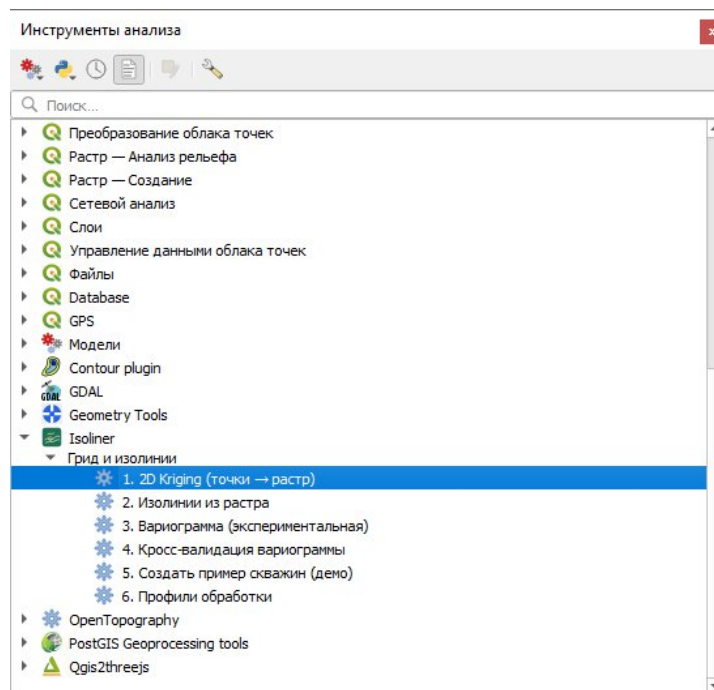 Инструменты анализа
Поиск...
Преобразование облака точек
Растр — Анализ рельефа
Растр — Создание
Сетевой анализ
Слои
Управление данными облака точек
Файлы
Database
GPS
Модели
Contour plugin
GDAL
Geometry Tools
Isoliner
Грид и изолинии
1. 2D Kriging (точки → растр)
2. Изолинии из растра
3. Вариограмма (экспериментальная)
4. Кросс-валидация вариограммы
5. Создать пример скважин (демо)
6. Профили обработки
OpenTopography
PostGIS Geoprocessing tools
Qgis2threejs